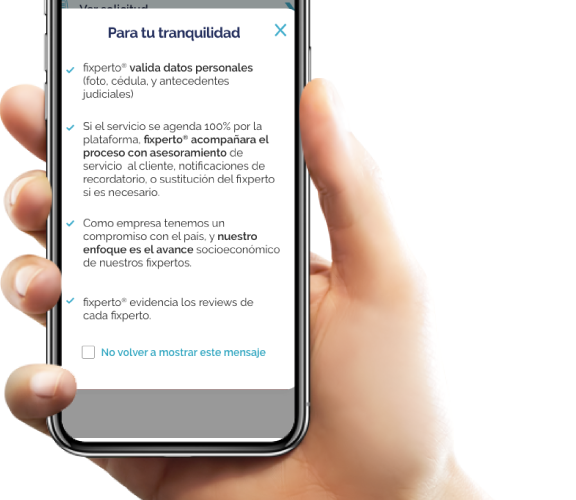 Ver solicitud
Para tu tranquilidad
fixperto® valida datos personales
(foto, cédula, y antecedentes
judiciales)
Si el servicio se agenda 100% por la
plataforma, fixperto® acompañara el
proceso con asesoramiento de
servicio al cliente, notificaciones de
recordatorio, o sustitución del fixperto
si es necesario.
Como empresa tenemos un
compromiso con el país, y nuestro
enfoque es el avance socioeconómico
de nuestros fixpertos.
fixperto® evidencia los reviews de
cada fixperto.
No volver a mostrar este mensaje